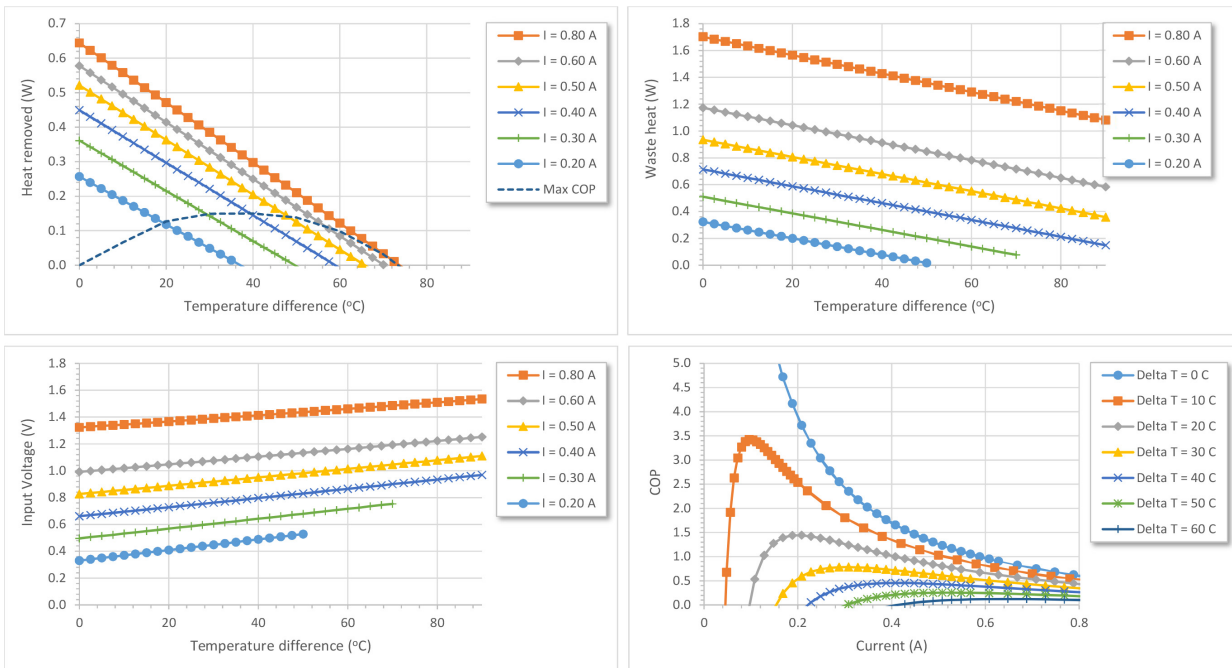 0.7
0.6
0.5
0.4
0.3
0.2
0.1
0.0
Heat removed (W)
0 20 40 60 80
Temperature difference (°C)
I = 0.80 A
I = 0.60 A
I = 0.50 A
I = 0.40 A
I = 0.30 A
I = 0.20 A
Max COP
1.8
1.6
1.4
1.2
1.0
0.8
0.6
0.4
0.2
0.0
Waste heat (W)
0 20 40 60 80
Temperature difference (°C)
I = 0.80 A
I = 0.60 A
I = 0.50 A
I = 0.40 A
I = 0.30 A
I = 0.20 A
1.8
1.6
1.4
1.2
1.0
0.8
0.6
0.4
0.2
0.0
Input Voltage (V)
0 20 40 60 80
Temperature difference (°C)
I = 0.80 A
I = 0.60 A
I = 0.50 A
I = 0.40 A
I = 0.30 A
I = 0.20 A
5.0
4.5
4.0
3.5
3.0
2.5
2.0
1.5
1.0
0.5
0.0
COP
0 0.2 0.4 0.6 0.8
Current (A)
Delta T = 0 C
Delta T = 10 C
Delta T = 20 C
Delta T = 30 C
Delta T = 40 C
Delta T = 50 C
Delta T = 60 C